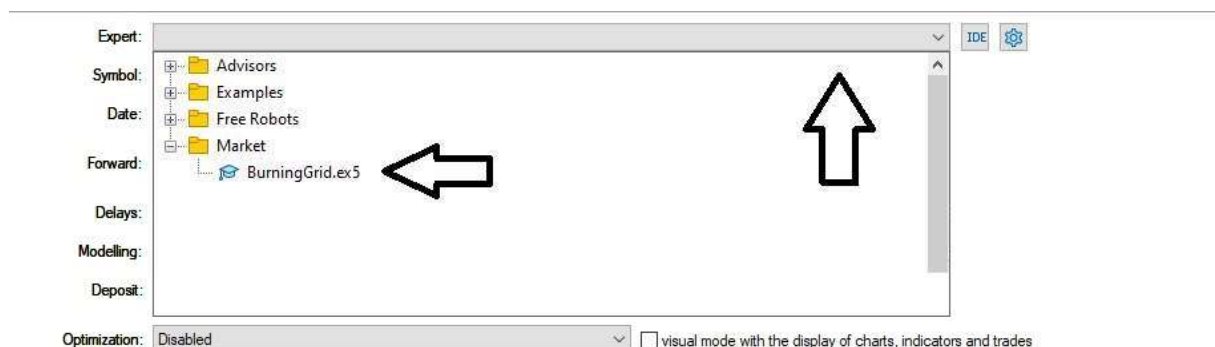 Expert:
IDE
Symbol:
Advisors
Examples
Date:
Free Robots
Market
Forward:
BurningGrid.ex5
Delays:
Modelling:
Deposit:
Optimization: Disabled visual mode with the display of charts, indicators and trades